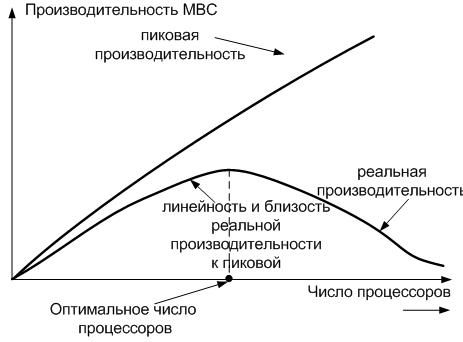 Производительность МВС
пиковая
производительность
реальная
производительность
линейность и близость
реальной
производительности
к пиковой
Оптимальное число
процессоров
Число процессоров